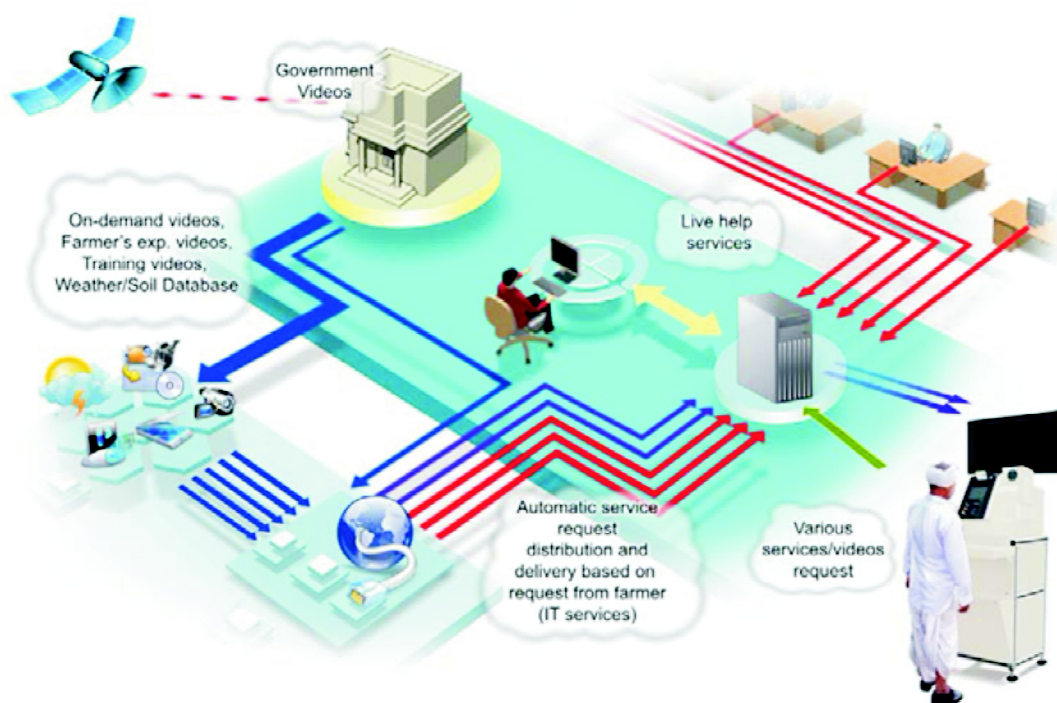 Government
Videos
On-demand videos,
Farmer's exp. videos,
Training videos,
Weather/Soil Database
Live help
services
Automatic service
request
distribution and
delivery based on
request from farmer
(IT services)
Various
services/videos
request